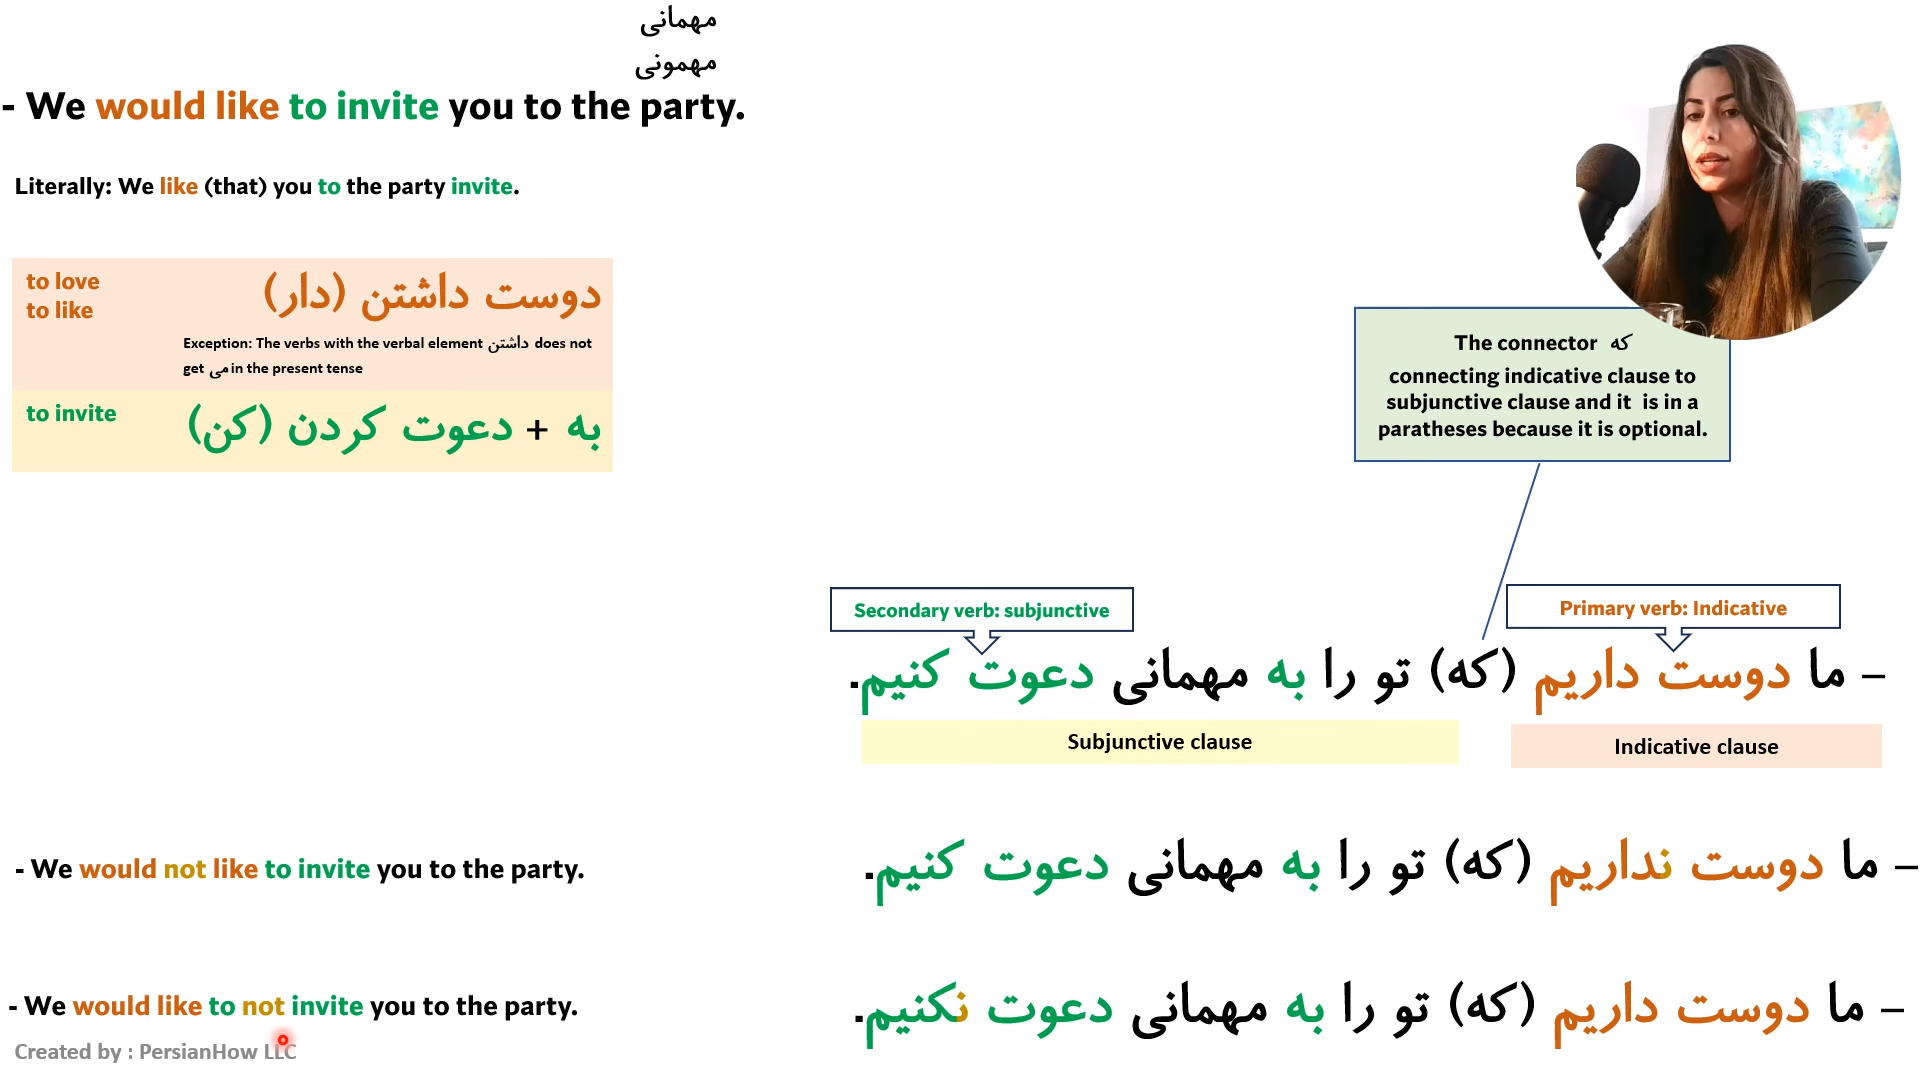 مهمانی
مهمونی
- We would like to invite you to the party.
Literally: We like (that) you to the party invite.
to love
to like
دوست داشتن (دار)
Exception: The verbs with the verbal element داشتن does not
get می in the present tense
to invite
به + دعوت کردن (کن)
The connector که
connecting indicative clause to
subjunctive clause and it is in a
paratheses because it is optional.
Secondary verb: subjunctive
Primary verb: Indicative
– ما دوست داریم (که) تو را به مهمانی دعوت کنیم.
Subjunctive clause
Indicative clause
- We would not like to invite you to the party.
– ما دوست نداریم (که) تو را به مهمانی دعوت کنیم.
- We would like to not invite you to the party.
– ما دوست داریم (که) تو را به مهمانی دعوت نکنیم.
Created by : PersianHow LLC